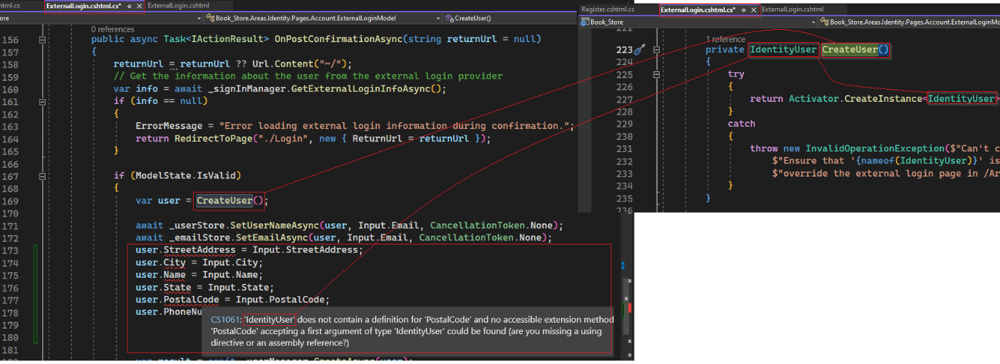 html.cs
ExternalLogin.cshtml.cs*
ExternalLogin.cshtml
ore
Book_Store.Areas.Identity.Pages.Account.ExternalLoginModel
CreateUser()
0 references
156 public async Task<IActionResult> OnPostConfirmationAsync(string returnUrl = null)
157 {
158 returnUrl = returnUrl ?? Url.Content("~/");
159 // Get the information about the user from the external login provider
160 var info = await _signInManager.GetExternalLoginInfoAsync();
161 if (info == null)
162 {
163 ErrorMessage = "Error loading external login information during confirmation.";
164 return RedirectToPage("./Login", new { ReturnUrl = returnUrl });
165 }
166
167 if (ModelState.IsValid)
168 {
169 var user = CreateUser();
170
171 await _userStore.SetUserNameAsync(user, Input.Email, CancellationToken.None);
172 await _emailStore.SetEmailAsync(user, Input.Email, CancellationToken.None);
173 user.StreetAddress = Input.StreetAddress;
174 user.City = Input.City;
175 user.Name = Input.Name;
176 user.State = Input.State;
177 user.PostalCode = Input.PostalCode;
178 user.PhoneNu
CS1061: 'IdentityUser' does not contain a definition for 'PostalCode' and no accessible extension method
179
'PostalCode' accepting a first argument of type 'IdentityUser' could be found (are you missing a using
180
directive or an assembly reference?)
181
Register.cshtml.cs
ExternalLogin.cshtml.cs*
ExternalLogin.cshtml
Book_Store
Book_Store.Areas.Identity.Pages.Account.ExternalLoginMo
222
1 reference
223 private IdentityUser CreateUser()
224 {
225 try
226 {
227 return Activator.CreateInstance<IdentityUser>
228 }
229 catch
230 {
231 throw new InvalidOperationException($"Can't c
232 $"Ensure that '{nameof(IdentityUser)}' is
233 $"override the external login page in /Ar
234 }
235 }
236